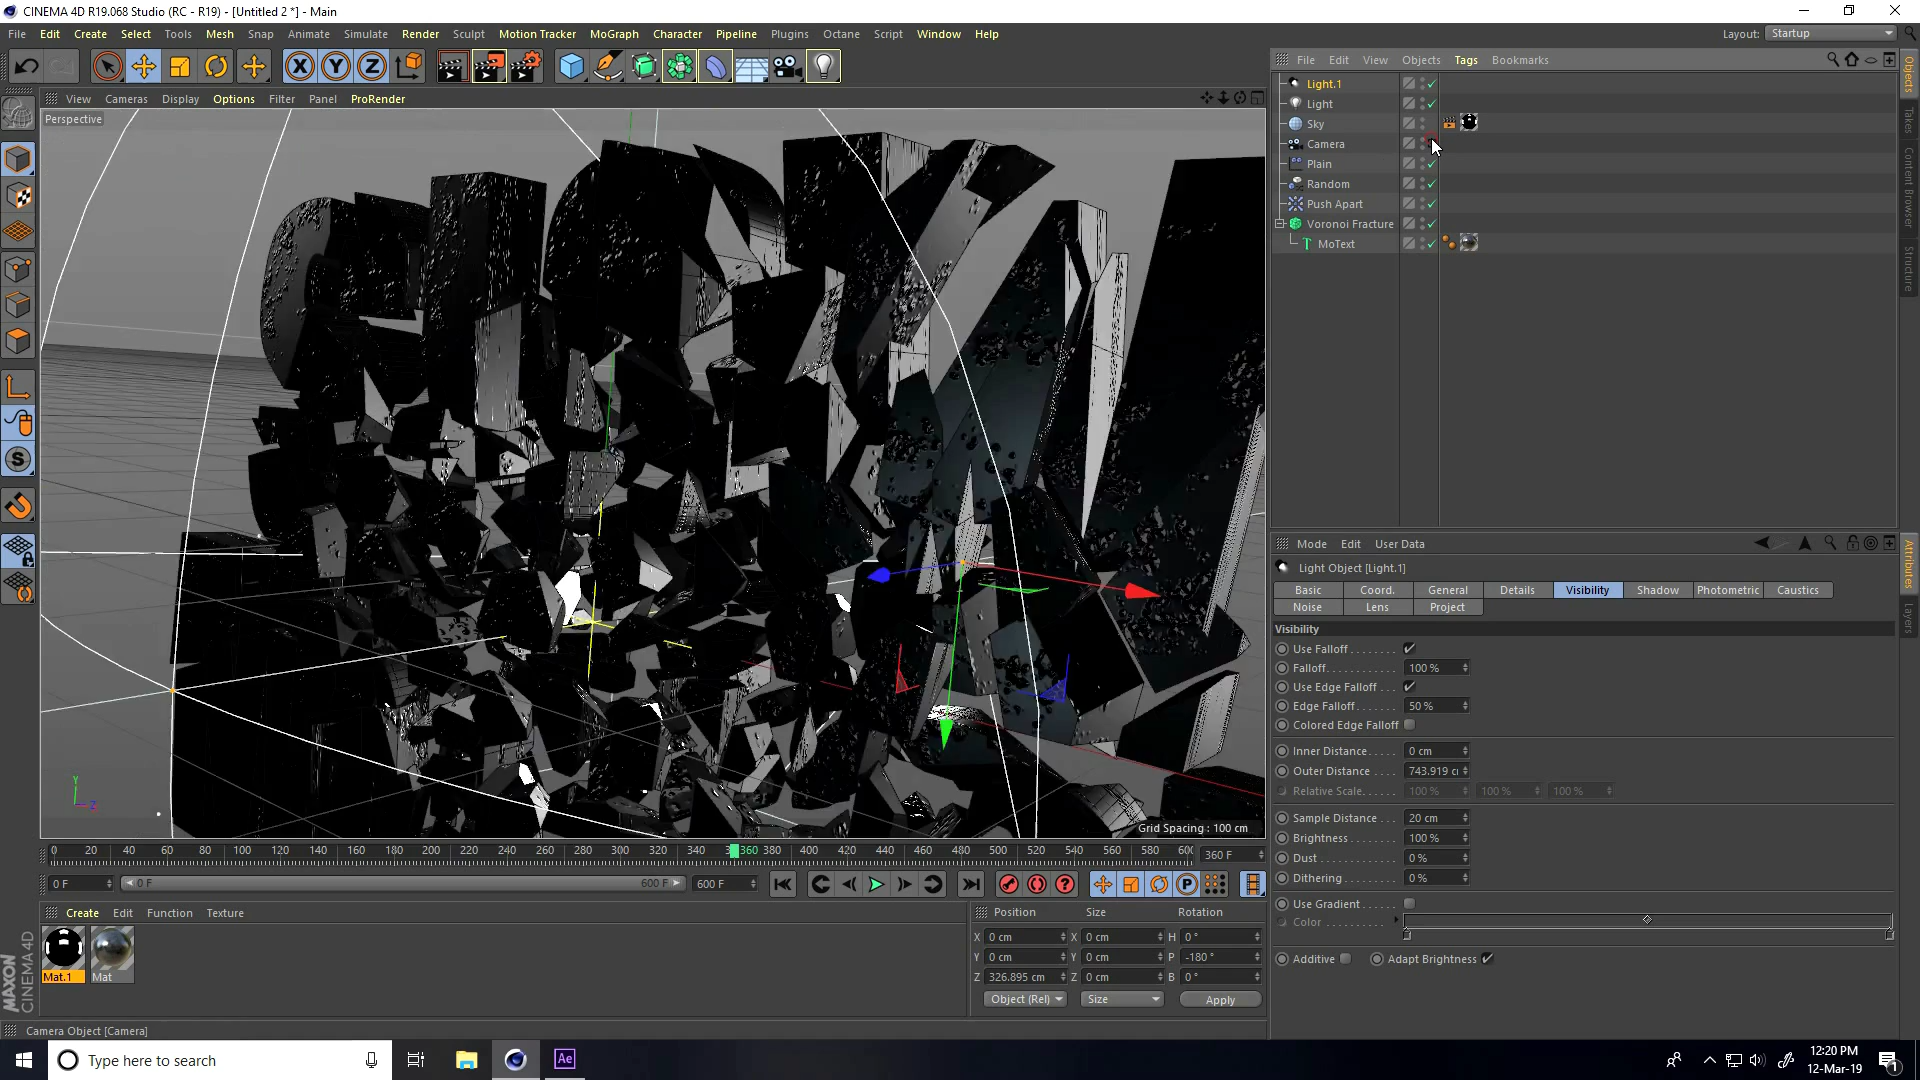 CINEMA 4D R19.068 Studio (RC - R19) - [Untitled 2 *] - Main
File Edit Create Select Tools Mesh Snap Animate Simulate Render Sculpt Motion Tracker MoGraph Character Pipeline Plugins Octane Script Window Help
Layout: Startup
View Cameras Display Options Filter Panel ProRender
Perspective
Grid Spacing : 100 cm
File Edit View Objects Tags Bookmarks
Light.1
Light
Sky
Camera
Plain
Random
Push Apart
Voronoi Fracture
MoText
Objects
Takes
Content Browser
Structure
Mode Edit User Data
Light Object [Light.1]
Basic Coord. General Details Visibility Shadow Photometric Caustics
Noise Lens Project
Visibility
Use Falloff
Falloff 100 %
Use Edge Falloff
Edge Falloff 50 %
Colored Edge Falloff
Inner Distance 0 cm
Outer Distance 743.919 c
Relative Scale 100 % 100 % 100 %
Sample Distance 20 cm
Brightness 100 %
Dust 0 %
Dithering 0 %
Use Gradient
Color
Additive Adapt Brightness
Attributes
Layers
0 20 40 60 80 100 120 140 160 180 200 220 240 260 280 300 320 340 360 380 400 420 440 460 480 500 520 540 560 580 600
360 F
0 F 0 F 600 F 600 F
Create Edit Function Texture
Mat.1 Mat
Position Size Rotation
X 0 cm X 0 cm H 0 °
Y 0 cm Y 0 cm P -180 °
Z 326.895 cm Z 0 cm B 0 °
Object (Rel) Size Apply
MAXON
CINEMA 4D
Camera Object [Camera]
Type here to search
Ae
12:20 PM
12-Mar-19
1